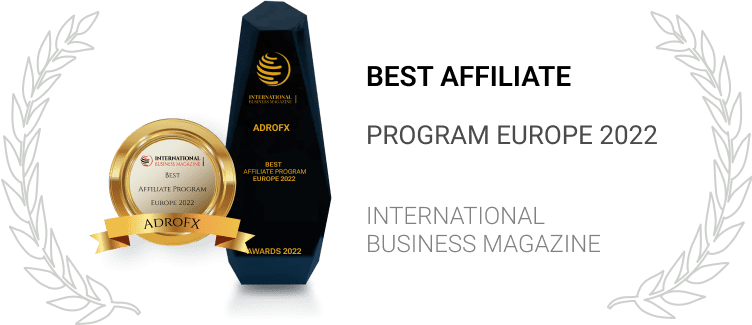 INTERNATIONAL
BUSINESS MAGAZINE
ADROFX
BEST
AFFILIATE PROGRAM
EUROPE 2022
AWARDS 2022
INTERNATIONAL
BUSINESS MAGAZINE
BEST
AFFILIATE PROGRAM
EUROPE 2022
ADROFX
BEST AFFILIATE
PROGRAM EUROPE 2022
INTERNATIONAL
BUSINESS MAGAZINE